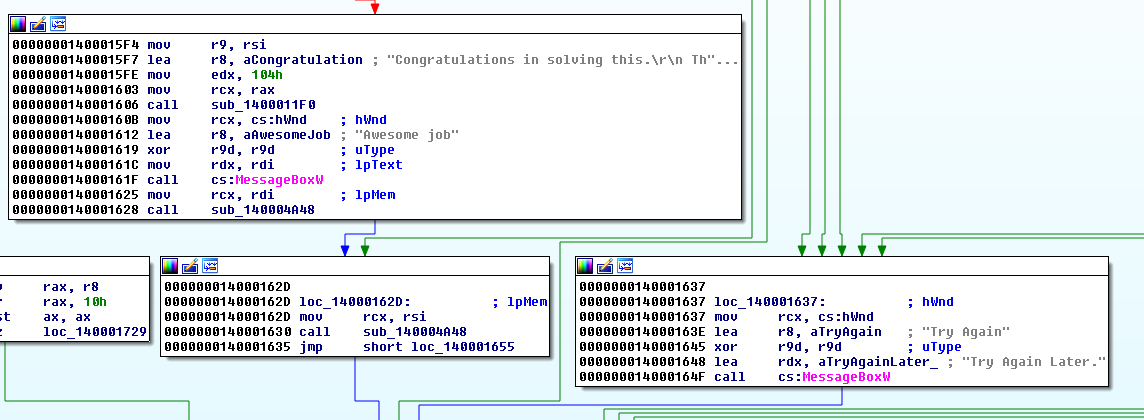 00000001400015F4 mov r9, rsi
00000001400015F7 lea r8, aCongratulation ; "Congratulations in solving this.\r\n Th"...
00000001400015FE mov edx, 104h
0000000140001603 mov rcx, rax
0000000140001606 call sub_1400011F0
000000014000160B mov rcx, cs:hWnd ; hWnd
0000000140001612 lea r8, aAwesomeJob ; "Awesome job"
0000000140001619 xor r9d, r9d ; uType
000000014000161C mov rdx, rdi ; lpText
000000014000161F call cs:MessageBoxW
0000000140001625 mov rcx, rdi ; lpMem
0000000140001628 call sub_140004A48
rax, r8
rax, 10h
st ax, ax
z loc_140001729
000000014000162D
000000014000162D loc_14000162D: ; lpMem
000000014000162D mov rcx, rsi
0000000140001630 call sub_140004A48
0000000140001635 jmp short loc_140001655
0000000140001637
0000000140001637 loc_140001637: ; hWnd
0000000140001637 mov rcx, cs:hWnd
000000014000163E lea r8, aTryAgain ; "Try Again"
0000000140001645 xor r9d, r9d ; uType
0000000140001648 lea rdx, aTryAgainLater_ ; "Try Again Later."
000000014000164F call cs:MessageBoxW